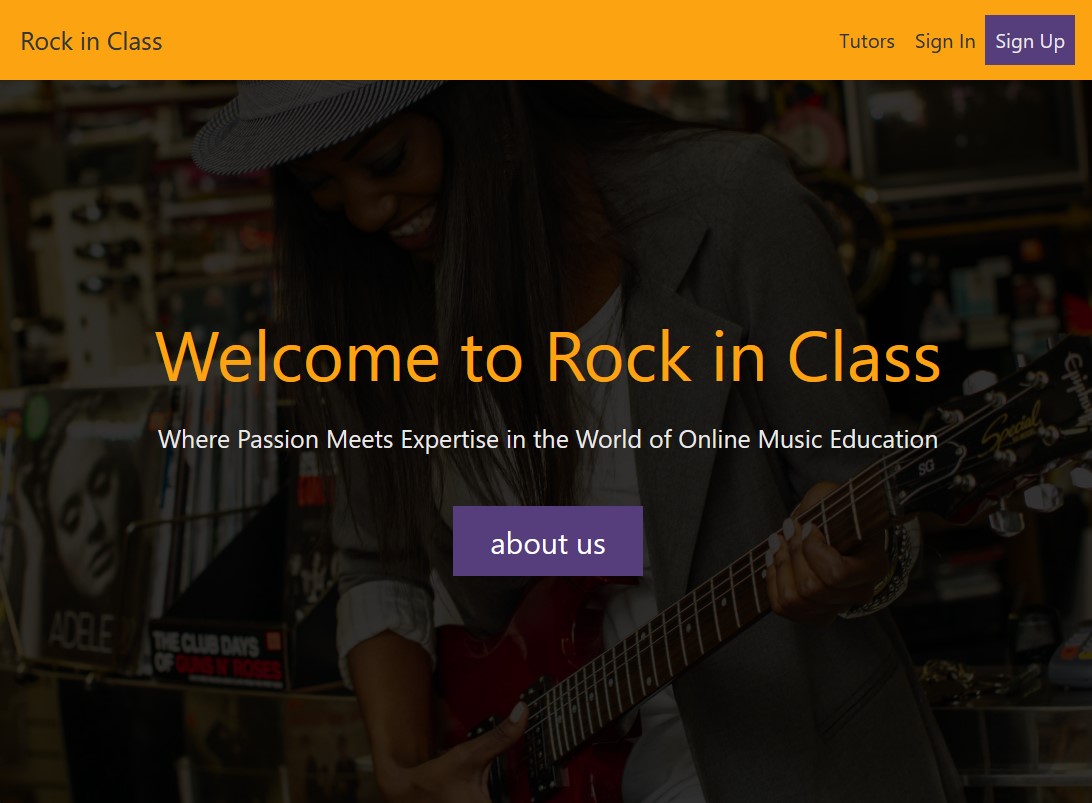 Rock in Class
Tutors Sign In Sign Up
Welcome to Rock in Class
Where Passion Meets Expertise in the World of Online Music Education
about us
Special
SG
ADELE
THE CLUB DAYS
OF GUNS N' ROSES